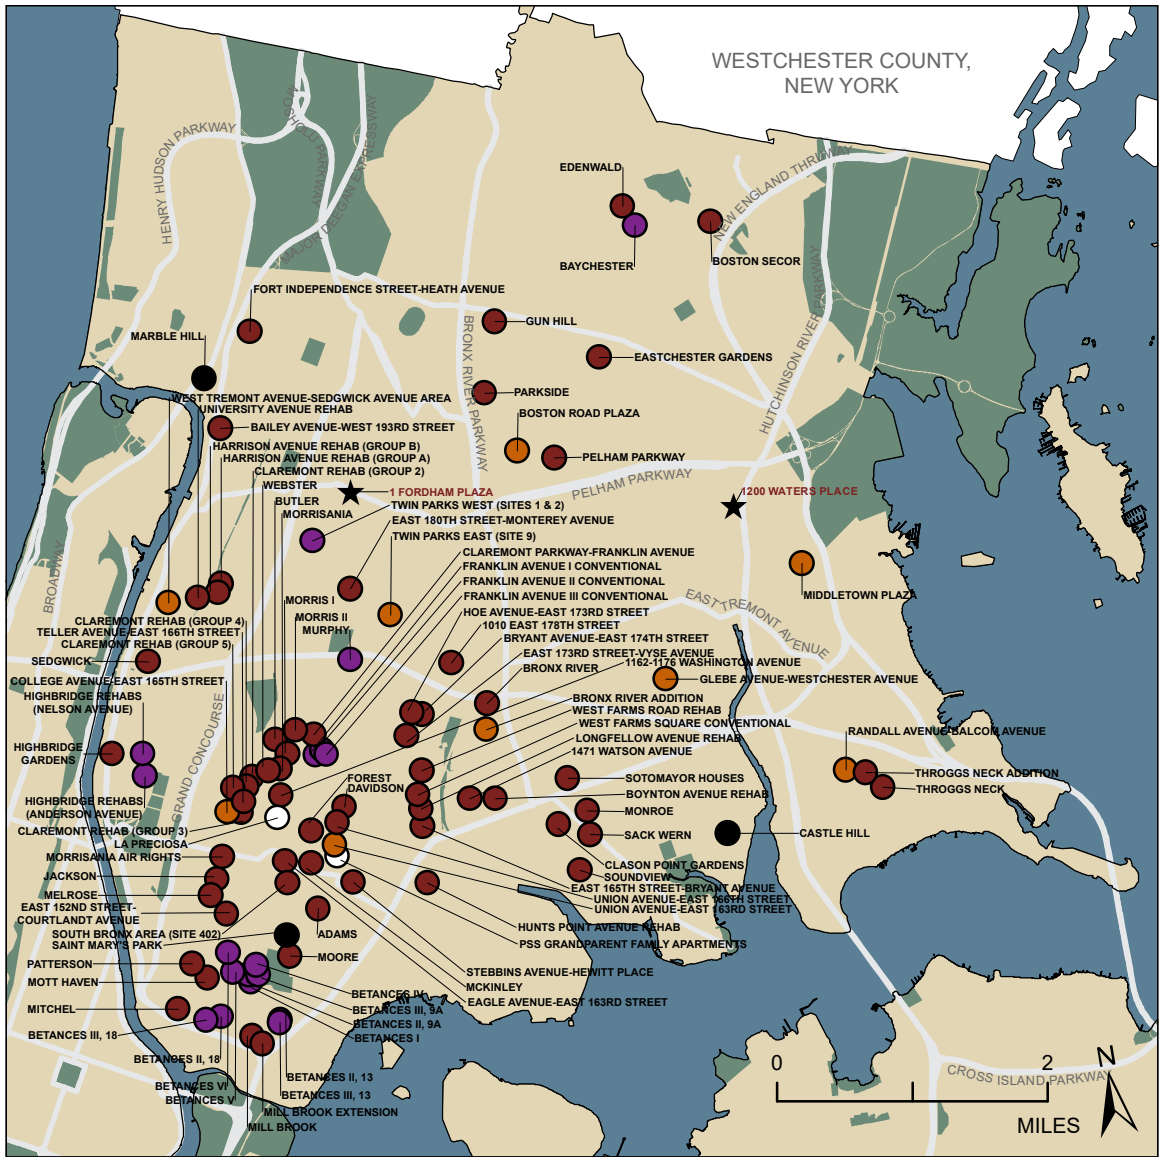 WESTCHESTER COUNTY,
NEW YORK
MOSHOLU PARKWAY
HENRY HUDSON PARKWAY
MAJOR DEEGAN EXPRESSWAY
NEW ENGLAND THRUWAY
EDENWALD
BAYCHESTER
BOSTON SECOR
FORT INDEPENDENCE STREET-HEATH AVENUE
GUN HILL
MARBLE HILL
BRONX RIVER PARKWAY
HUTCHINSON RIVER PARKWAY
EASTCHESTER GARDENS
PARKSIDE
WEST TREMONT AVENUE-SEDGWICK AVENUE AREA
UNIVERSITY AVENUE REHAB
BOSTON ROAD PLAZA
BAILEY AVENUE-WEST 193RD STREET
HARRISON AVENUE REHAB (GROUP B)
HARRISON AVENUE REHAB (GROUP A)
PELHAM PARKWAY
CLAREMONT REHAB (GROUP 2)
WEBSTER
PELHAM PARKWAY
1 FORDHAM PLAZA
1200 WATERS PLACE
BUTLER
MORRISANIA
TWIN PARKS WEST (SITES 1 & 2)
EAST 180TH STREET-MONTEREY AVENUE
TWIN PARKS EAST (SITE 9)
CLAREMONT PARKWAY-FRANKLIN AVENUE
FRANKLIN AVENUE I CONVENTIONAL
FRANKLIN AVENUE II CONVENTIONAL
FRANKLIN AVENUE III CONVENTIONAL
BROADWAY
MIDDLETOWN PLAZA
EAST TREMONT AVENUE
MORRIS I
MORRIS II
MURPHY
HOE AVENUE-EAST 173RD STREET
1010 EAST 178TH STREET
CLAREMONT REHAB (GROUP 4)
TELLER AVENUE-EAST 166TH STREET
CLAREMONT REHAB (GROUP 5)
BRYANT AVENUE-EAST 174TH STREET
EAST 173RD STREET-VYSE AVENUE
SEDGWICK
BRONX RIVER
1162-1176 WASHINGTON AVENUE
COLLEGE AVENUE-EAST 165TH STREET
GLEBE AVENUE-WESTCHESTER AVENUE
HIGHBRIDGE REHABS
(NELSON AVENUE)
BRONX RIVER ADDITION
WEST FARMS ROAD REHAB
WEST FARMS SQUARE CONVENTIONAL
RANDALL AVENUE-BALCOM AVENUE
LONGFELLOW AVENUE REHAB
1471 WATSON AVENUE
HIGHBRIDGE
GARDENS
GRAND CONCOURSE
THROGGS NECK ADDITION
THROGGS NECK
FOREST
DAVIDSON
SOTOMAYOR HOUSES
BOYNTON AVENUE REHAB
HIGHBRIDGE REHABS
(ANDERSON AVENUE)
MONROE
CLAREMONT REHAB (GROUP 3)
LA PRECIOSA
SACK WERN
CASTLE HILL
MORRISANIA AIR RIGHTS
CLASON POINT GARDENS
SOUNDVIEW
JACKSON
EAST 165TH STREET-BRYANT AVENUE
MELROSE
UNION AVENUE-EAST 166TH STREET
UNION AVENUE-EAST 163RD STREET
EAST 152ND STREET-
COURTLANDT AVENUE
HUNTS POINT AVENUE REHAB
SOUTH BRONX AREA (SITE 402)
SAINT MARY'S PARK
ADAMS
PSS GRANDPARENT FAMILY APARTMENTS
MOORE
PATTERSON
STEBBINS AVENUE-HEWITT PLACE
MOTT HAVEN
MCKINLEY
BETANCES IV
EAGLE AVENUE-EAST 163RD STREET
MITCHEL
BETANCES III, 9A
BETANCES II, 9A
BETANCES I
BETANCES III, 18
BETANCES II, 18
BETANCES II, 13
BETANCES VI
BETANCES III, 13
BETANCES V
MILL BROOK EXTENSION
MILL BROOK
0 2
N
CROSS ISLAND PARKWAY
MILES